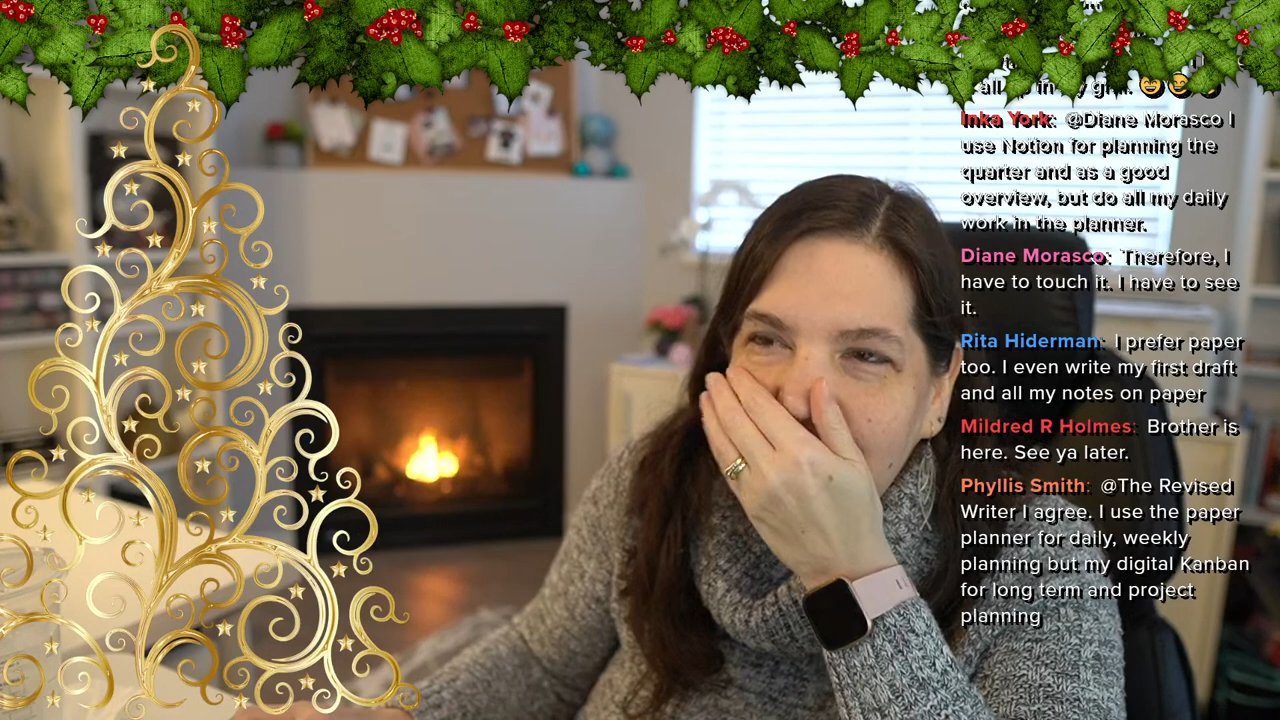 all
in my
Inka York: @Diane Morasco I
use Notion for planning the
quarter and as a good
overview, but do all my daily
work in the planner.
Diane Morasco: Therefore, I
have to touch it. I have to see
it.
Rita Hiderman: I prefer paper
too. I even write my first draft
and all my notes on paper
Mildred R Holmes: Brother is
here. See ya later.
Phyllis Smith: @The Revised
Writer I agree. I use the paper
planner for daily, weekly
planning but my digital Kanban
for long term and project
planning